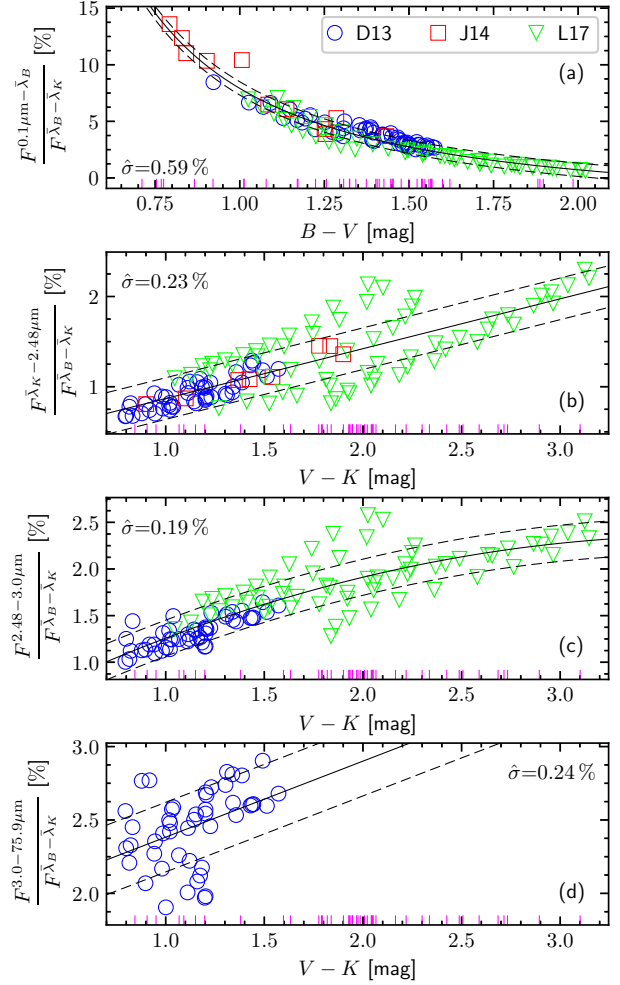 15
10
5
0
F^{0.1μm−λ̄_B} / F^{λ̄_B−λ̄_K} [%]
D13 J14 L17
(a)
σ̂=0.59 %
0.75 1.00 1.25 1.50 1.75 2.00
B − V [mag]
2
1
F^{λ̄_K−2.48μm} / F^{λ̄_B−λ̄_K} [%]
σ̂=0.23 %
(b)
1.0 1.5 2.0 2.5 3.0
V − K [mag]
2.5
2.0
1.5
1.0
F^{2.48−3.0μm} / F^{λ̄_B−λ̄_K} [%]
σ̂=0.19 %
(c)
1.0 1.5 2.0 2.5 3.0
V − K [mag]
3.0
2.5
2.0
F^{3.0−75.9μm} / F^{λ̄_B−λ̄_K} [%]
σ̂=0.24 %
(d)
1.0 1.5 2.0 2.5 3.0
V − K [mag]